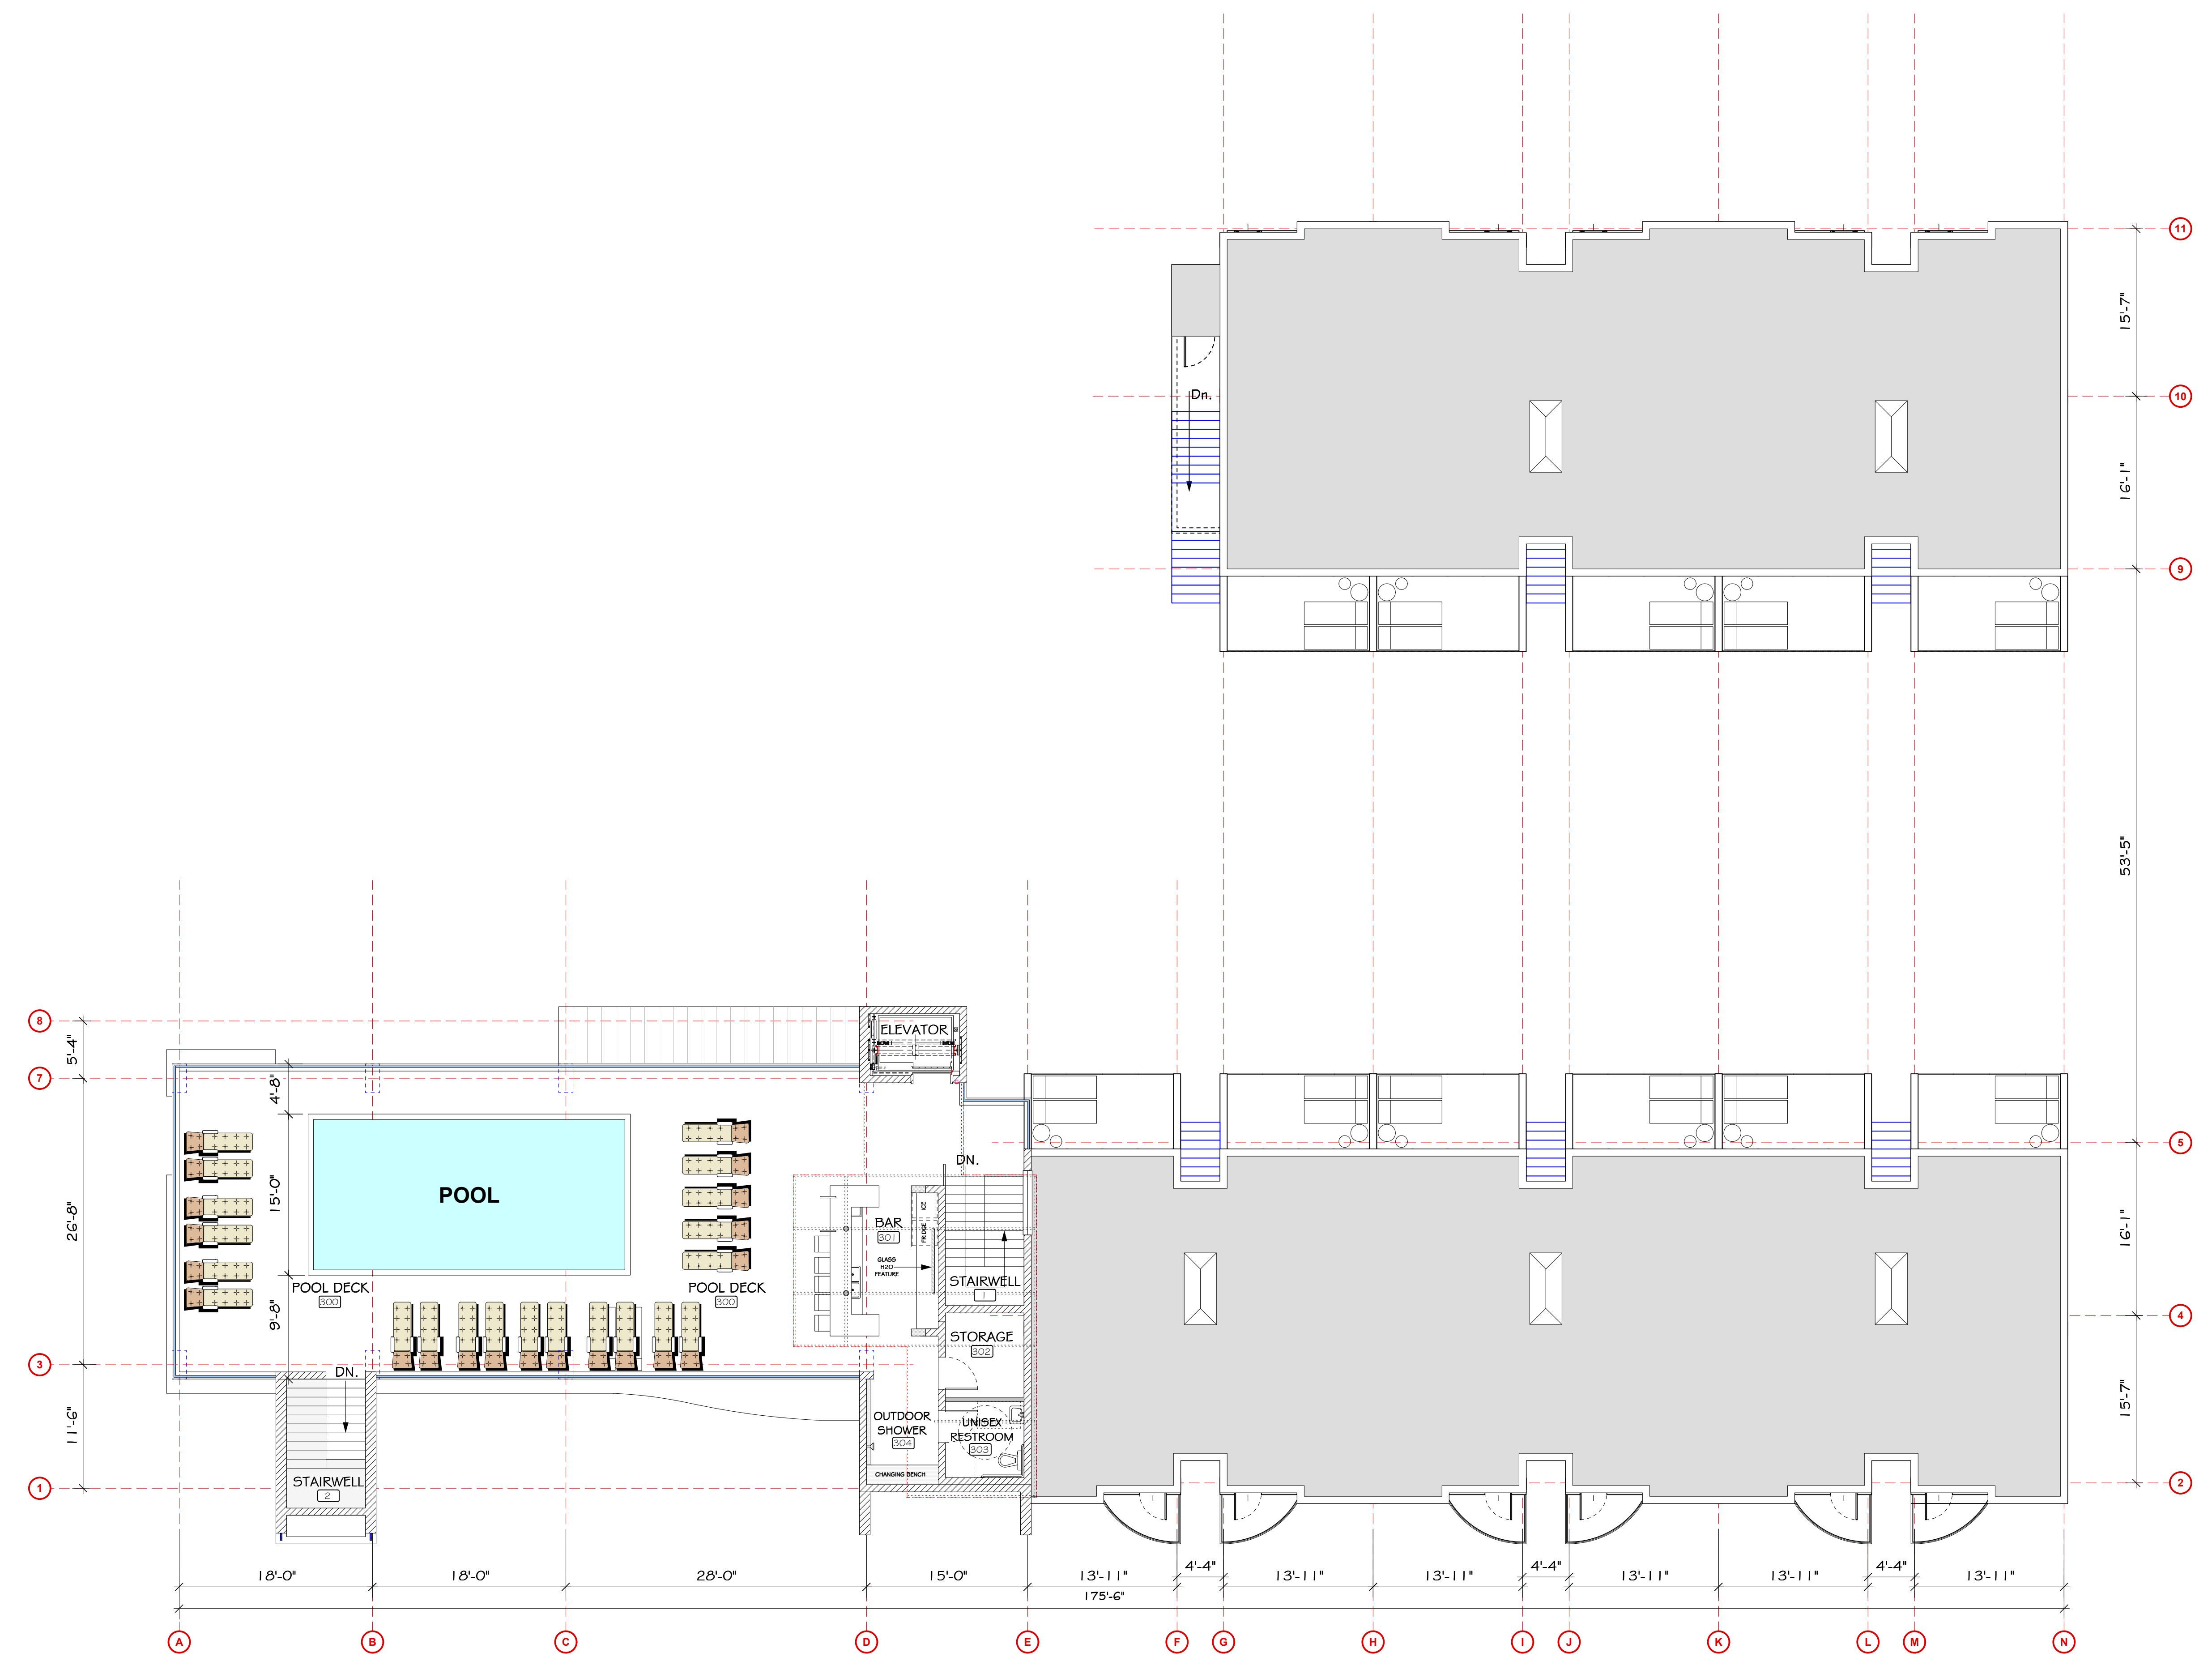 11
15'-7"
Dn.
10
16'-1"
9
53'-5"
8
ELEVATOR
5'-4"
7
4'-8"
5
DN.
POOL
15'-0"
26'-8"
BAR
301
ICE
FRIDGE
GLASS
H2O
FEATURE
16'-1"
POOL DECK
300
POOL DECK
300
STAIRWELL
1
9'-8"
4
STORAGE
302
3
DN.
11'-6"
15'-7"
OUTDOOR
SHOWER
304
UNISEX
RESTROOM
303
CHANGING BENCH
STAIRWELL
2
1
2
18'-0"
18'-0"
28'-0"
15'-0"
13'-11"
4'-4"
13'-11"
13'-11"
4'-4"
13'-11"
13'-11"
4'-4"
13'-11"
175'-6"
A
B
C
D
E
F
G
H
I
J
K
L
M
N